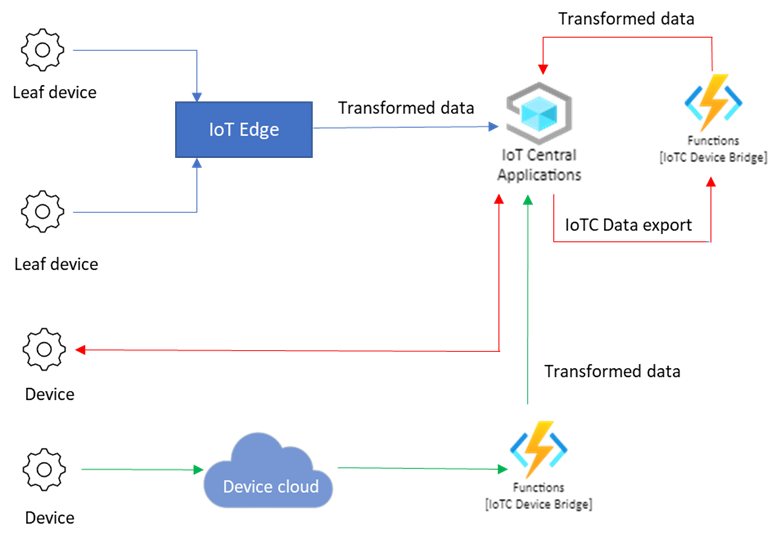 Transformed data
Leaf device
IoT Edge
Transformed data
Functions
[IoTC Device Bridge]
IoT Central
Applications
IoTC Data export
Leaf device
Device
Transformed data
Device cloud
Functions
[IoTC Device Bridge]
Device